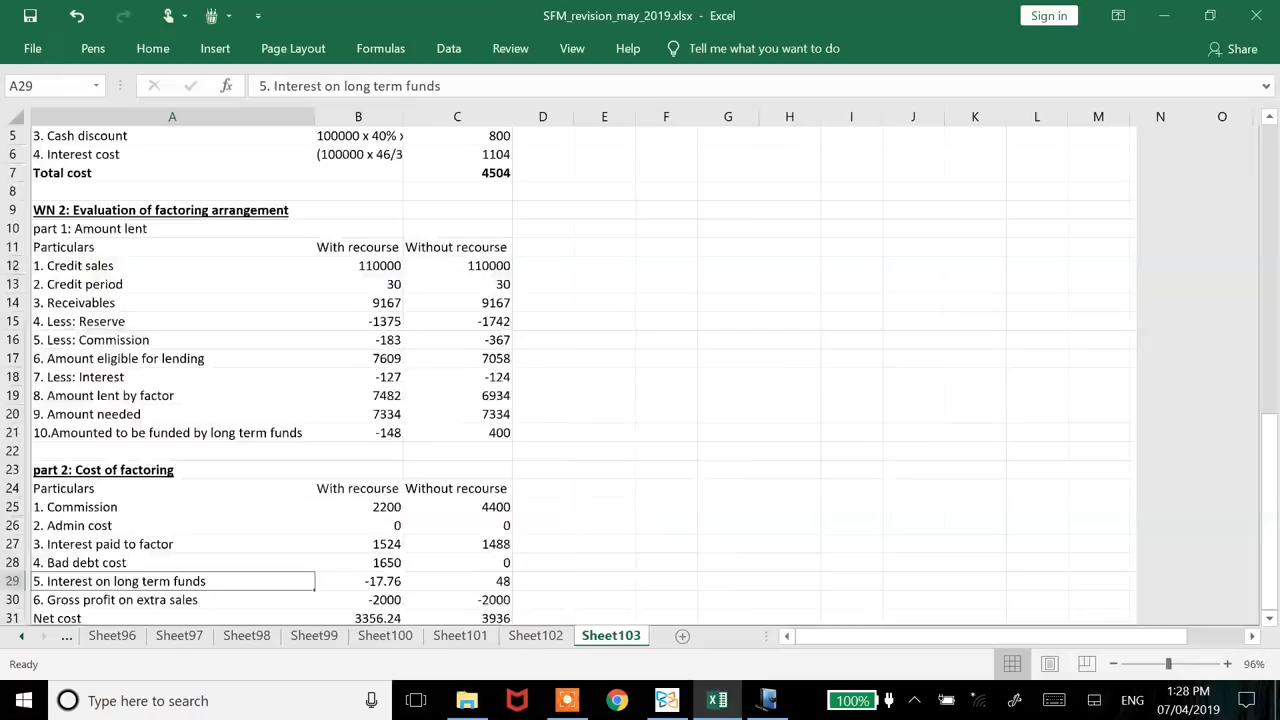 SFM_revision_may_2019.xlsx - Excel
Sign in
File Pens Home Insert Page Layout Formulas Data Review View Help Tell me what you want to do Share
A29 fx 5. Interest on long term funds
A B C D E F G H I J K L M N O
5 3. Cash discount 100000 x 40% x 800
6 4. Interest cost (100000 x 46/3 1104
7 Total cost 4504
8
9 WN 2: Evaluation of factoring arrangement
10 part 1: Amount lent
11 Particulars With recourse Without recourse
12 1. Credit sales 110000 110000
13 2. Credit period 30 30
14 3. Receivables 9167 9167
15 4. Less: Reserve -1375 -1742
16 5. Less: Commission -183 -367
17 6. Amount eligible for lending 7609 7058
18 7. Less: Interest -127 -124
19 8. Amount lent by factor 7482 6934
20 9. Amount needed 7334 7334
21 10.Amounted to be funded by long term funds -148 400
22
23 part 2: Cost of factoring
24 Particulars With recourse Without recourse
25 1. Commission 2200 4400
26 2. Admin cost 0 0
27 3. Interest paid to factor 1524 1488
28 4. Bad debt cost 1650 0
29 5. Interest on long term funds -17.76 48
30 6. Gross profit on extra sales -2000 -2000
31 Net cost 3356.24 3936
... Sheet96 Sheet97 Sheet98 Sheet99 Sheet100 Sheet101 Sheet102 Sheet103
Ready 96%
Type here to search 100% ENG 1:28 PM
07/04/2019